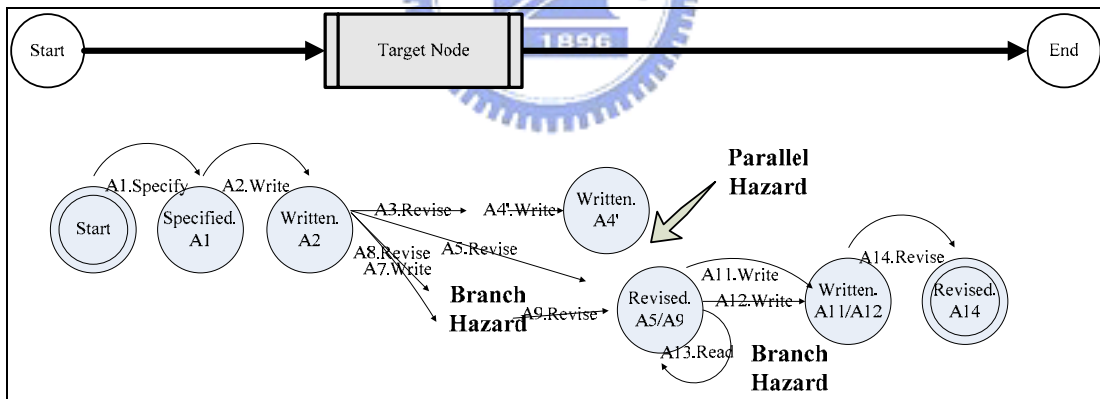 Start
Target Node
1896
End
Parallel
Hazard
A1.Specify
A2.Write
Start
Specified.
A1
Written.
A2
A3.Revise
A4'.Write
Written.
A4'
A8.Revise
A7.Write
A5.Revise
Branch
Hazard
A9.Revise
Revised.
A5/A9
A11.Write
A12.Write
A13.Read
Branch
Hazard
Written.
A11/A12
A14.Revise
Revised.
A14